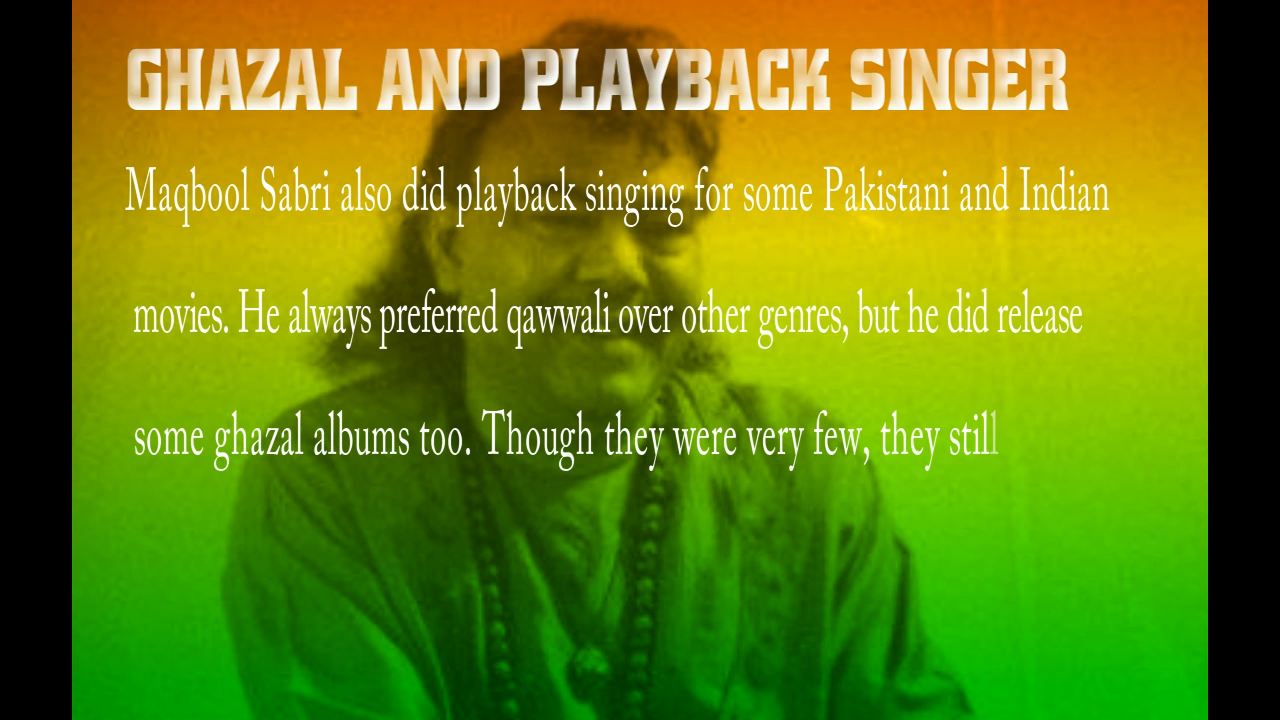 GHAZAL AND PLAYBACK SINGER
Maqbool Sabri also did playback singing for some Pakistani and Indian
movies. He always preferred qawwali over other genres, but he did release
some ghazal albums too. Though they were very few, they still